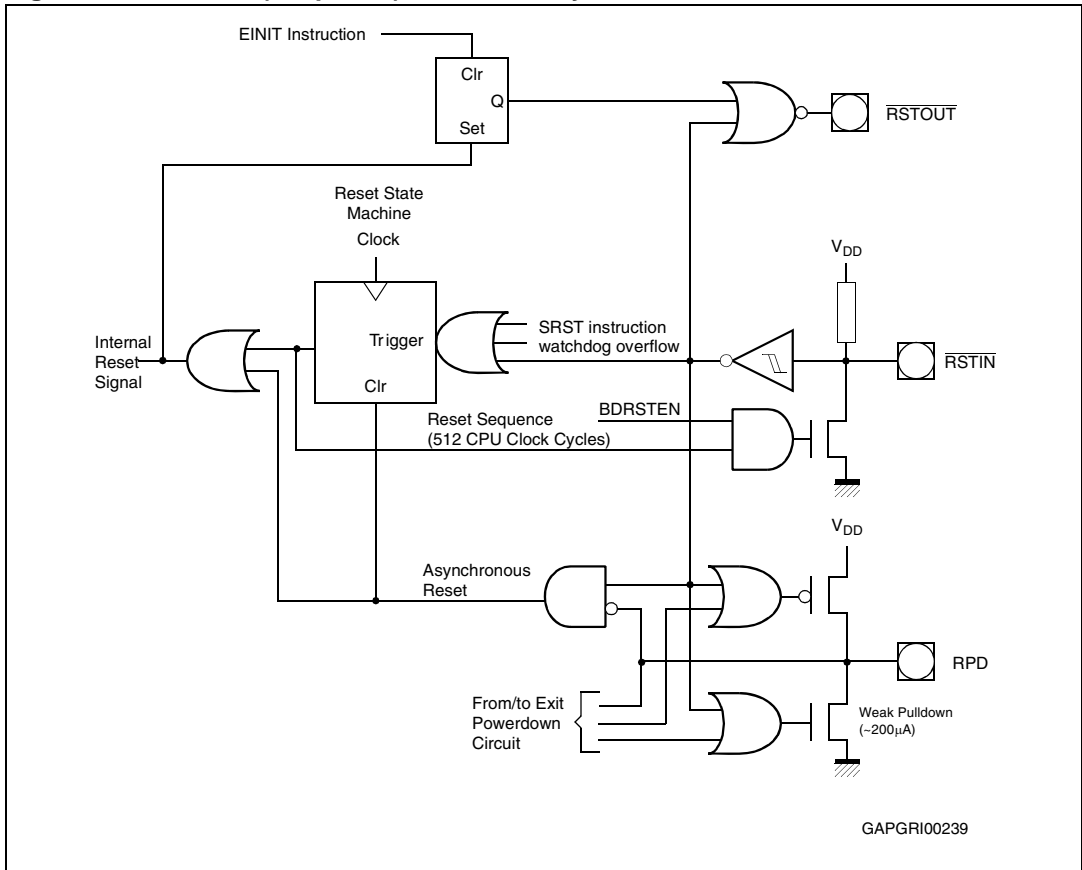 EINIT Instruction
Clr
Q
Set
RSTOUT
Reset State
Machine
Clock
VDD
Internal
Reset
Signal
Trigger
Clr
SRST instruction
watchdog overflow
RSTIN
BDRSTEN
Reset Sequence
(512 CPU Clock Cycles)
VDD
Asynchronous
Reset
RPD
From/to Exit
Powerdown
Circuit
Weak Pulldown
(~200µA)
GAPGRI00239